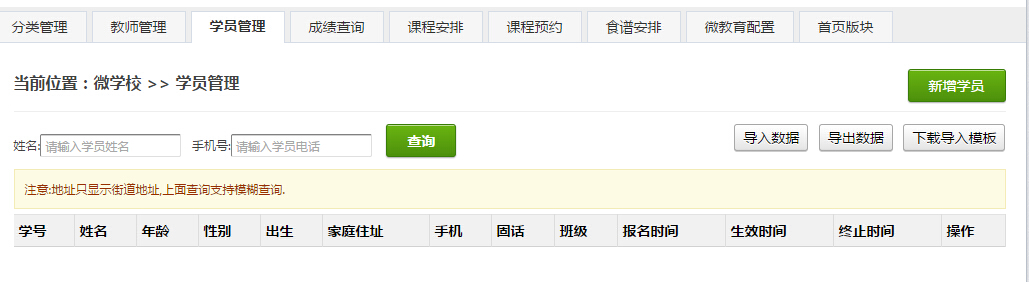 分类管理 教师管理 学员管理 成绩查询 课程安排 课程预约 食谱安排 微教育配置 首页版块
当前位置：微学校 >> 学员管理 新增学员
姓名: 请输入学员姓名 手机号: 请输入学员电话 查询 导入数据 导出数据 下载导入模板
注意:地址只显示街道地址,上面查询支持模糊查询.
学号 姓名 年龄 性别 出生 家庭住址 手机 固话 班级 报名时间 生效时间 终止时间 操作